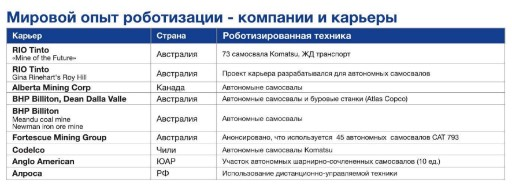 Мировой опыт роботизации - компании и карьеры
Карьер Страна Роботизированная техника
RIO Tinto
«Mine of the Future» Австралия 73 самосвала Komatsu, ЖД транспорт
RIO Tinto
Gina Rinehart's Roy Hill Австралия Проект карьера разрабатывался для автономных самосвалов
Alberta Mining Corp Канада Автономные самосвалы
BHP Billiton, Dean Dalla Valle Австралия Автономные самосвалы и буровые станки (Atlas Copco)
BHP Billiton
Meandu coal mine
Newman iron ore mine Австралия Автономные самосвалы
Fortescue Mining Group Австралия Анонсировано, что используется 45 автономных самосвалов CAT 793
Codelco Чили Автономные самосвалы Komatsu
Anglo American ЮАР Участок автономных шарнирно-сочлененных самосвалов (10 ед.)
Алроса РФ Использование дистанционно-управляемой техники